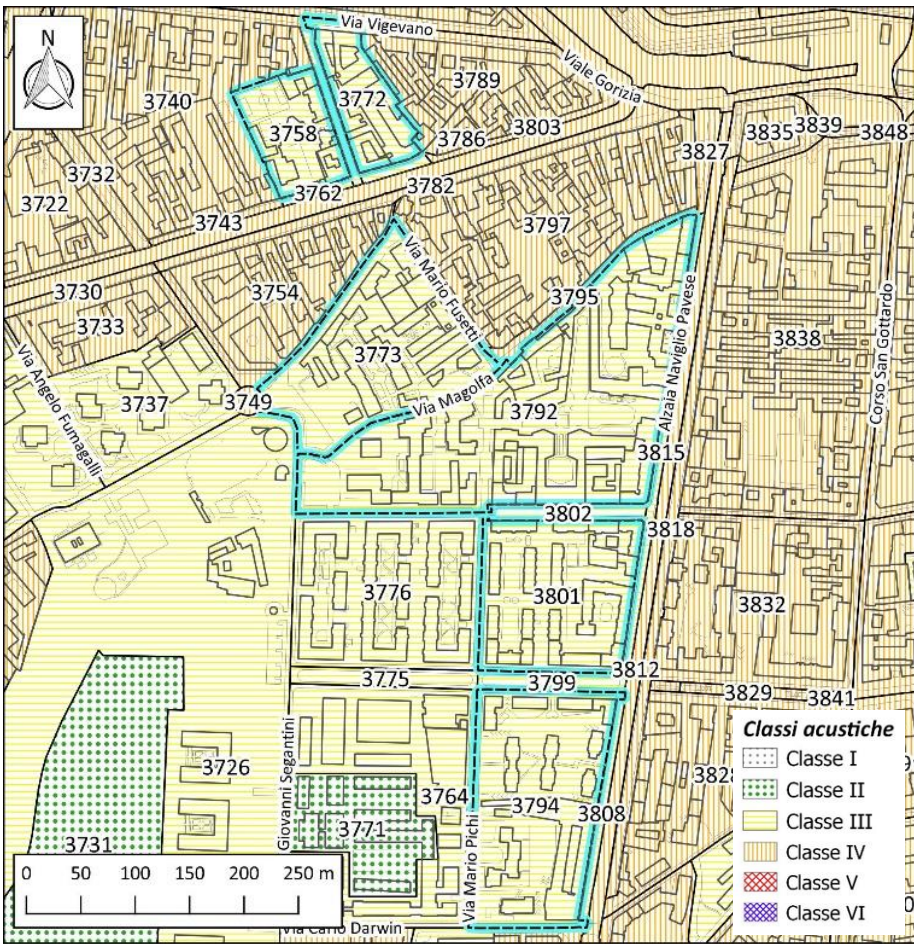 Via Vigevano
N
Viale Gorizia
3789
3740
3772
3758
3803
3835
3839
3848
3786
3827
3732
3762
3782
3722
3743
3797
Via Mario Fusetti
3730
3754
3795
3733
Alzaia Naviglio Pavese
3838
Corso San Gottardo
3773
Via Angelo Fumagalli
3737
3749
Via Magolfa
3792
3815
3802
3818
3776
3801
3832
3812
3775
3799
3829
3841
Classi acustiche
Classe I
Classe II
Classe III
Classe IV
Classe V
Classe VI
3726
Giovanni Segantini
3764
3794
3808
3828
3771
Via Mario Pichi
3731
0 50 100 150 200 250 m
Via Carlo Darwin